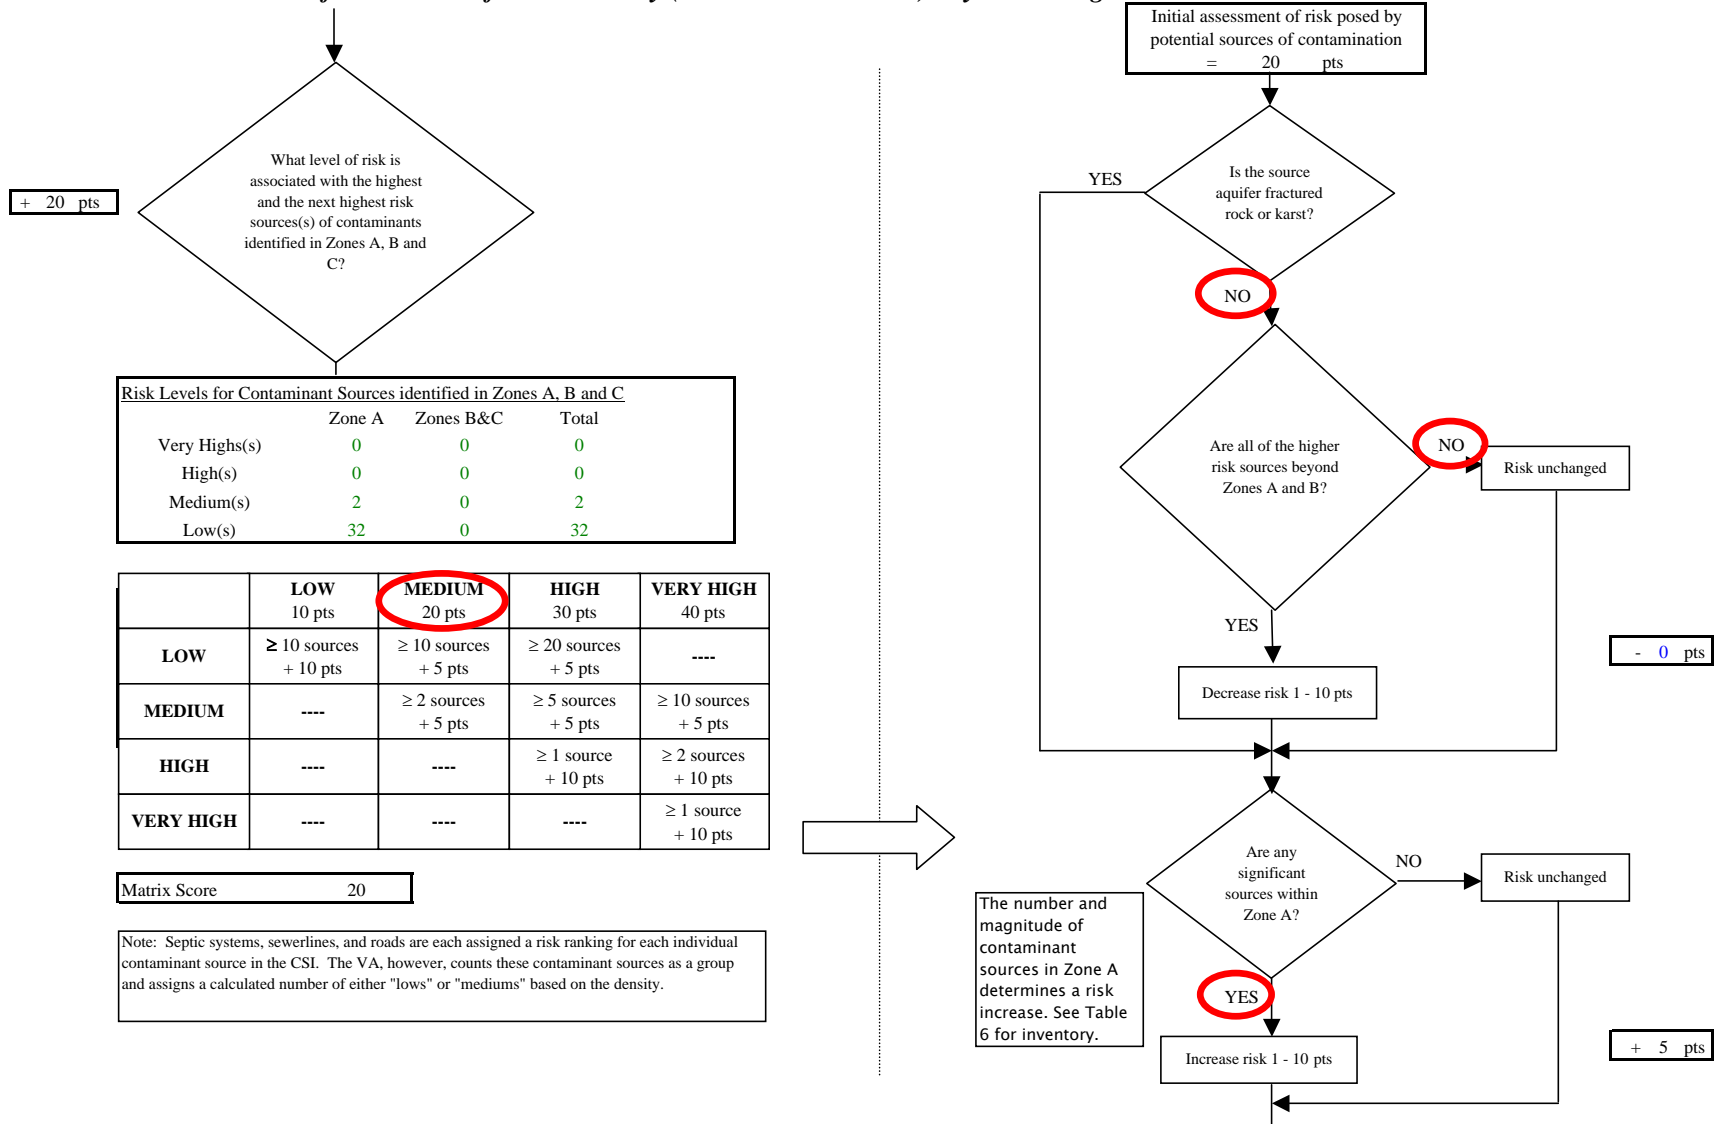 What level of risk is
associated with the highest
and the next highest risk
sources(s) of contaminants
identified in Zones A, B and
C?
+ 20 pts
Risk Levels for Contaminant Sources identified in Zones A, B and C
Zone A Zones B&C Total
Very Highs(s) 0 0 0
High(s) 0 0 0
Medium(s) 2 0 2
Low(s) 32 0 32
LOW MEDIUM HIGH VERY HIGH
10 pts 20 pts 30 pts 40 pts
LOW ≥ 10 sources ≥ 10 sources ≥ 20 sources ----
+ 10 pts + 5 pts + 5 pts
MEDIUM ---- ≥ 2 sources ≥ 5 sources ≥ 10 sources
+ 5 pts + 5 pts + 5 pts
HIGH ---- ---- ≥ 1 source ≥ 2 sources
+ 10 pts + 10 pts
VERY HIGH ---- ---- ---- ≥ 1 source
+ 10 pts
Matrix Score 20
Note: Septic systems, sewerlines, and roads are each assigned a risk ranking for each individual
contaminant source in the CSI. The VA, however, counts these contaminant sources as a group
and assigns a calculated number of either "lows" or "mediums" based on the density.
Initial assessment of risk posed by
potential sources of contamination
= 20 pts
Is the source
aquifer fractured
rock or karst?
YES
NO
Are all of the higher
risk sources beyond
Zones A and B?
NO
Risk unchanged
YES
- 0 pts
Decrease risk 1 - 10 pts
Are any
significant
sources within
Zone A?
NO
Risk unchanged
The number and
magnitude of
contaminant
sources in Zone A
determines a risk
increase. See Table
6 for inventory.
YES
Increase risk 1 - 10 pts
+ 5 pts